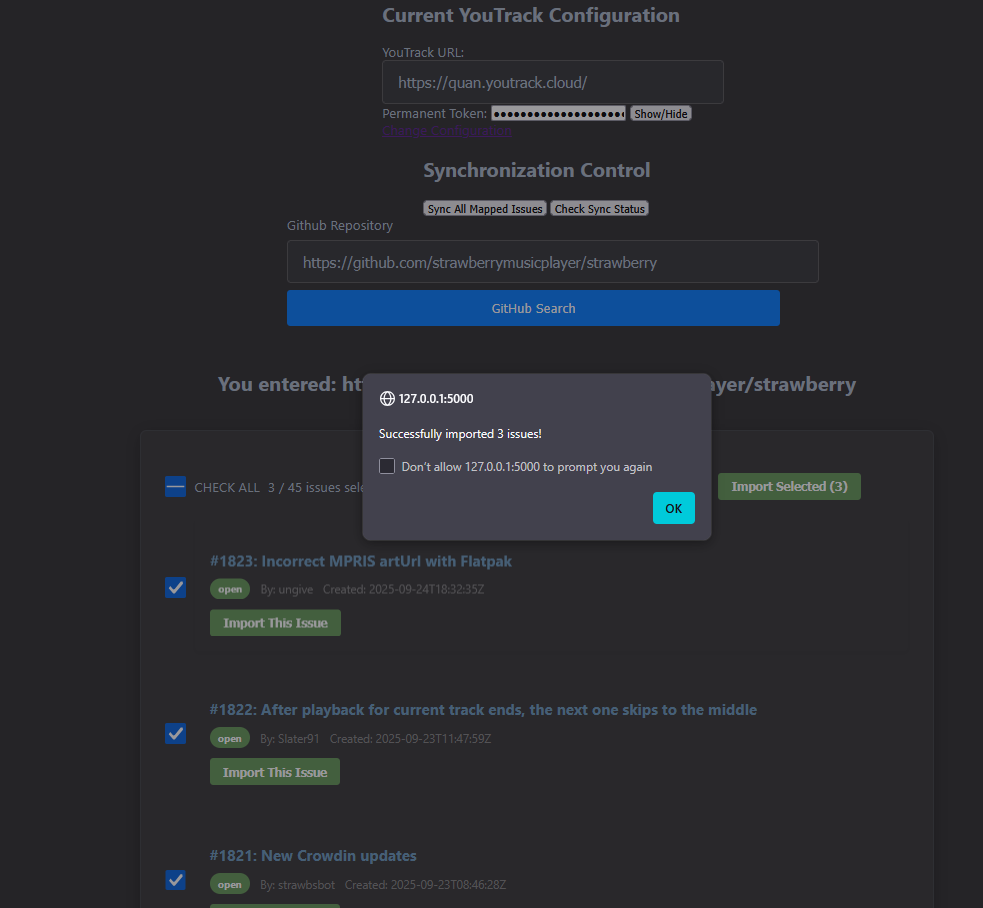 Current YouTrack Configuration
YouTrack URL:
https://quan.youtrack.cloud/
Permanent Token: ●●●●●●●●●●●●●●●●●●●● Show/Hide
Change Configuration
Synchronization Control
Sync All Mapped Issues Check Sync Status
Github Repository
https://github.com/strawberrymusicplayer/strawberry
GitHub Search
You entered: ht
ayer/strawberry
127.0.0.1:5000
Successfully imported 3 issues!
Don't allow 127.0.0.1:5000 to prompt you again
OK
CHECK ALL 3 / 45 issues sele
Import Selected (3)
#1823: Incorrect MPRIS artUrl with Flatpak
open By: ungive Created: 2025-09-24T18:32:35Z
Import This Issue
#1822: After playback for current track ends, the next one skips to the middle
open By: Slater91 Created: 2025-09-23T11:47:59Z
Import This Issue
#1821: New Crowdin updates
open By: strawbsbot Created: 2025-09-23T08:46:28Z